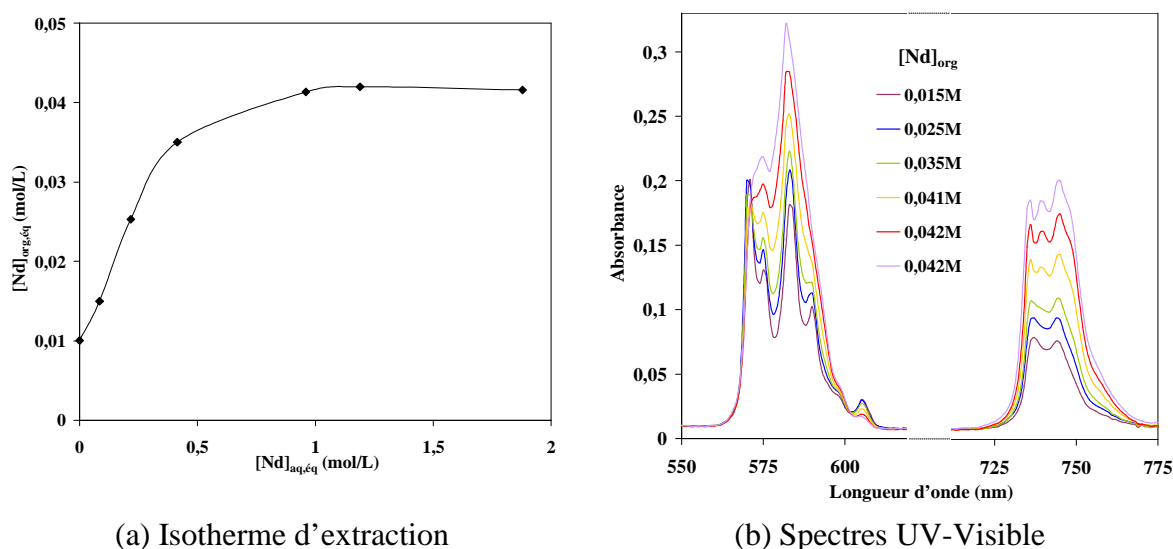 0,05
0,04
0,03
0,02
0,01
0
[Nd]org,éq (mol/L)
0
0,5
1
1,5
2
[Nd]aq,éq (mol/L)
(a) Isotherme d’extraction
0,3
0,25
0,2
0,15
0,1
0,05
0
Absorbance
[Nd]org
0,015M
0,025M
0,035M
0,041M
0,042M
0,042M
550
575
600
725
750
775
Longueur d’onde (nm)
(b) Spectres UV-Visible